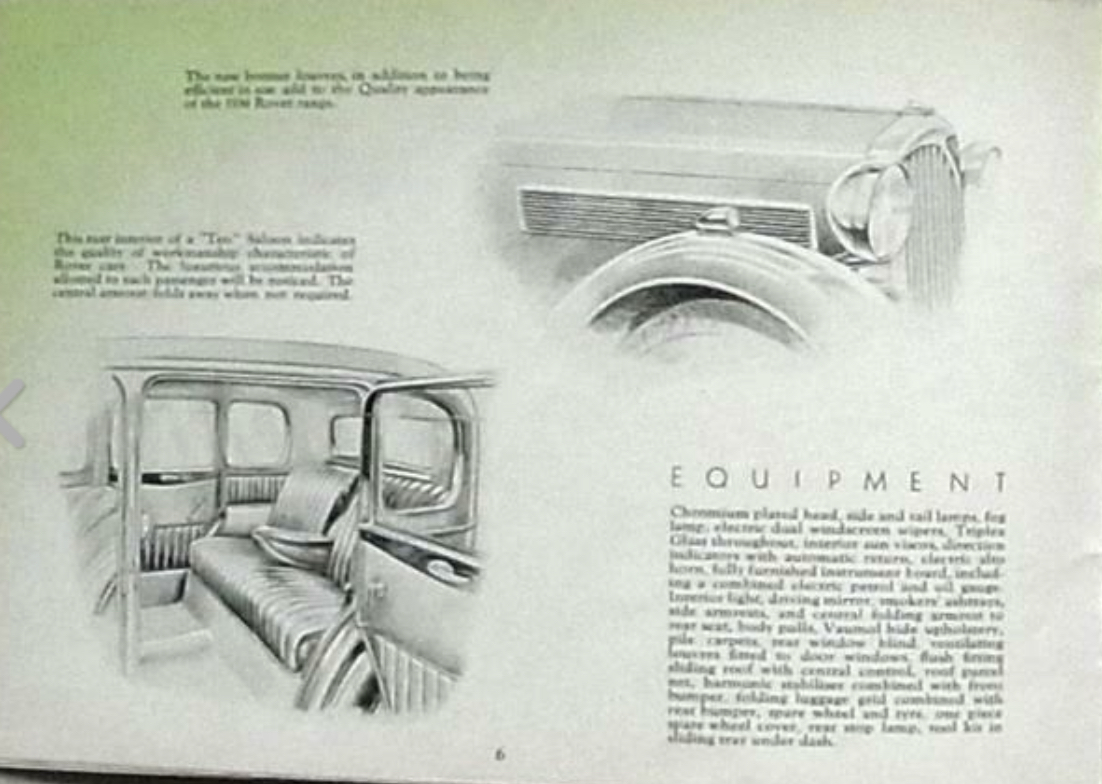 The new bonnet louvres, in addition to being
efficient in use add to the Quality appearance
of the 1936 Rover range.
This rear interior of a "Ten" Saloon indicates
the quality of workmanship characteristic of
Rover cars. The luxurious accommodation
allowed to each passenger will be noticed. The
central armrest folds away when not required.
EQUIPMENT
Chromium plated head, side and tail lamps, fog
lamp, electric dual windscreen wipers, Triplex
Glass throughout, interior sun visors, direction
indicators with automatic return, electric
horn, fully furnished instrument board, includ-
ing a combined electric petrol and oil gauge.
Interior light, driving mirror, smokers' ashtrays,
side armrests, and central folding armrest to
rear seat, body pulls, Vaumol hide upholstery,
pile carpets, rear window blind, ventilating
louvres fitted to door windows, flush fitting
sliding roof with central control, roof parcel
net, harmonic stabiliser combined with front
bumper, folding luggage grid combined with
rear bumper, spare wheel and tyre, one piece
spare wheel cover, rear stop lamp, tool kit in
sliding tray under dash.
6